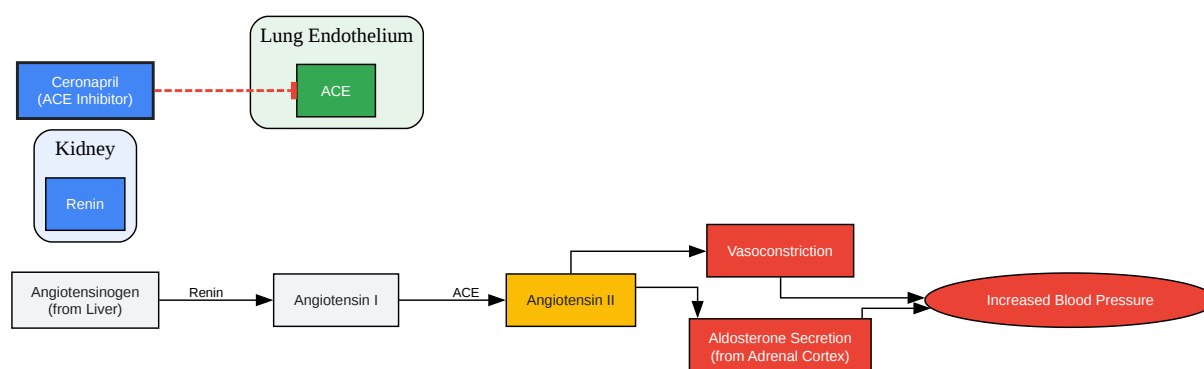 Lung Endothelium
Ceronapril
(ACE Inhibitor)
ACE
Kidney
Renin
Vasoconstriction
Angiotensinogen
(from Liver)
Renin
Angiotensin I
ACE
Angiotensin II
Increased Blood Pressure
Aldosterone Secretion
(from Adrenal Cortex)